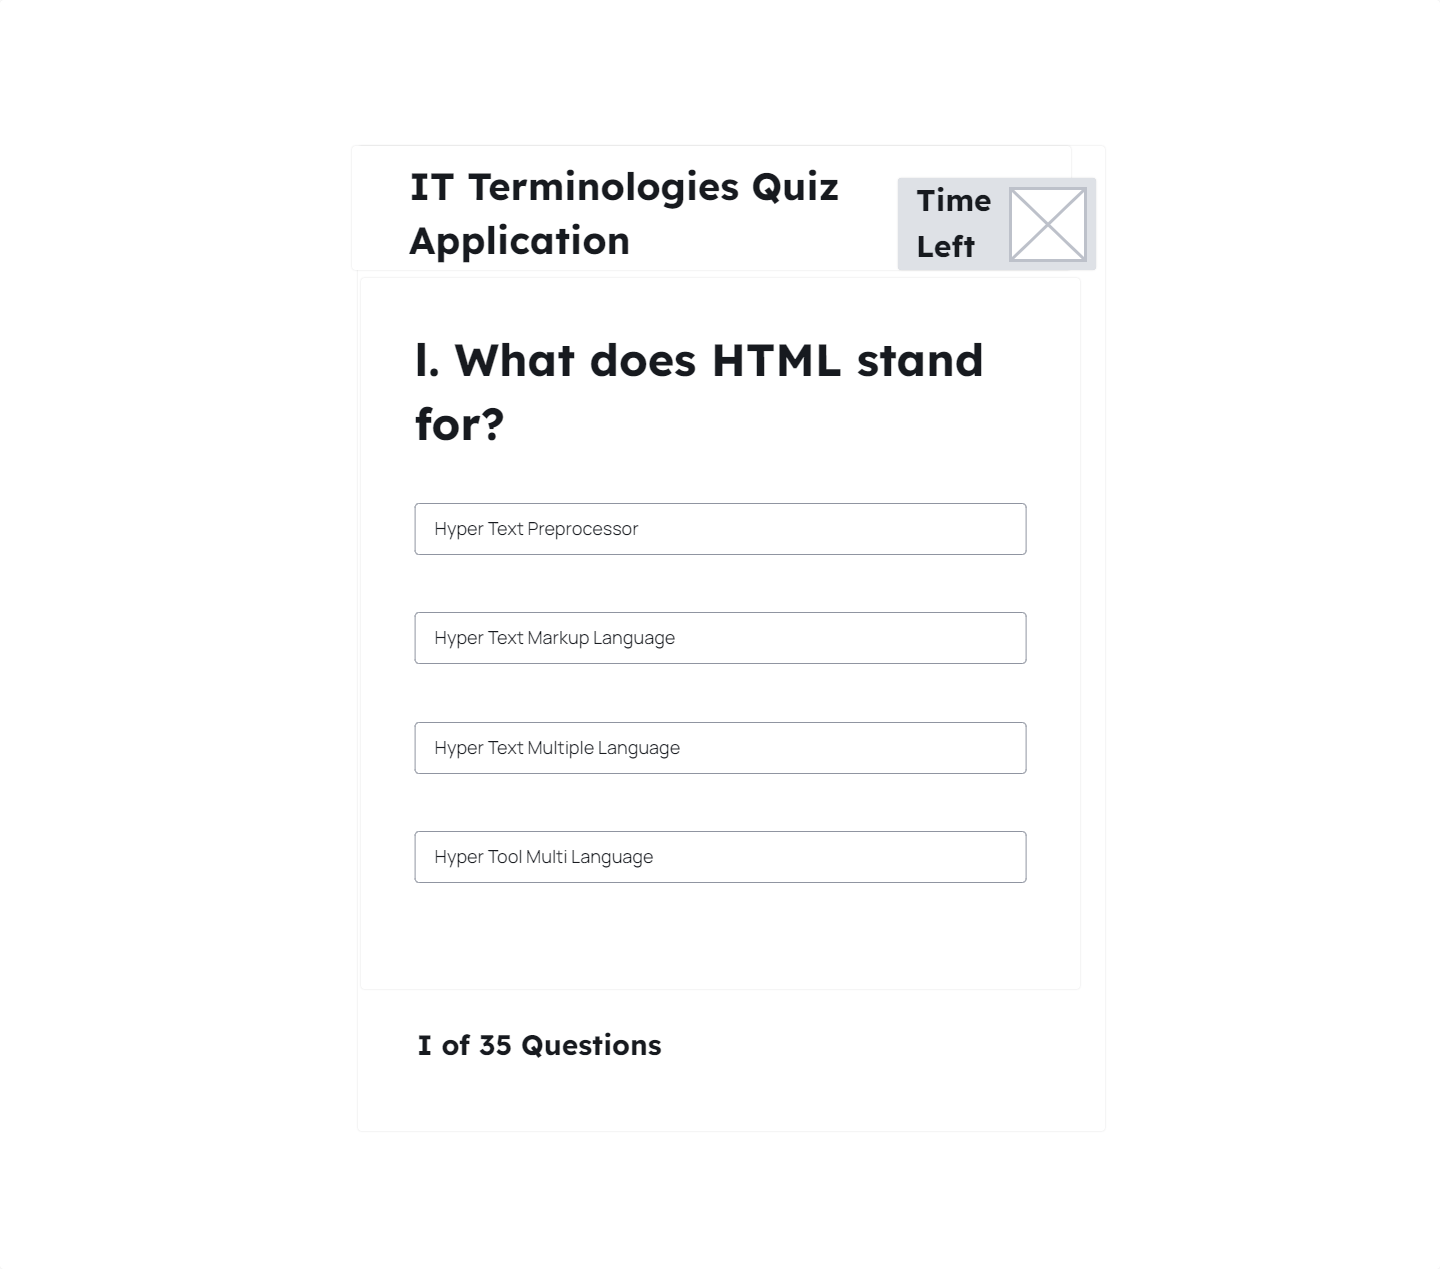 IT Terminologies Quiz
Application
Time
Left
l. What does HTML stand
for?
Hyper Text Preprocessor
Hyper Text Markup Language
Hyper Text Multiple Language
Hyper Tool Multi Language
I of 35 Questions